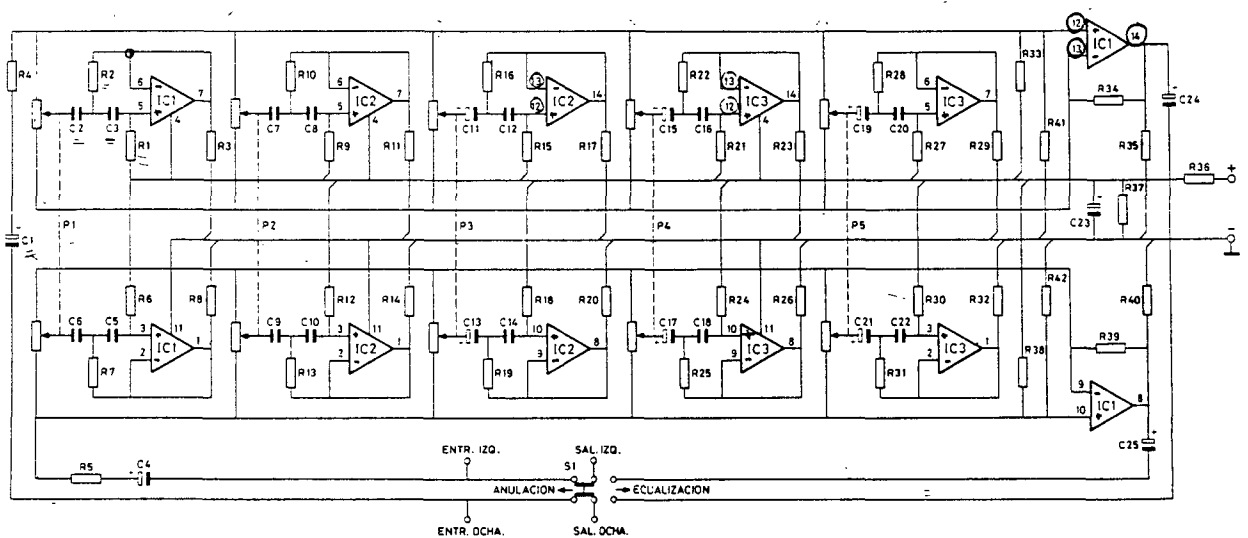 12 14
13 IC1
R4 R2 R10 R16 R22 R28 R33 R34 C24
6 IC1 7 6 IC2 7 13 IC2 14 13 IC3 14 6 IC3 7
5 4 5 4 12 12 4 5
C2 C3 C7 C8 C11 C12 C15 C16 C19 C20 R41
R1 R3 R9 R11 R15 R17 R21 R23 R27 R29 R35
R36 +
R37
C1 P1 P2 P3 P4 P5 C23 -
R6 R8 R12 R14 R18 R20 R24 R26 R30 R32 R42 R40
C6 C5 3 11 C9 C10 3 11 C13 C14 10 C17 C18 10 11 C21 C22 3
IC1 1 IC2 1 IC2 8 IC3 8 IC3 1 R39
2 2 9 9 2
R7 R13 R19 R25 R31 R38
9 IC1 8
10
C25
R5 C4 ENTR. IZQ. S1 SAL. IZQ.
ANULACION ECUALIZACION
ENTR. DCHA. SAL. DCHA.